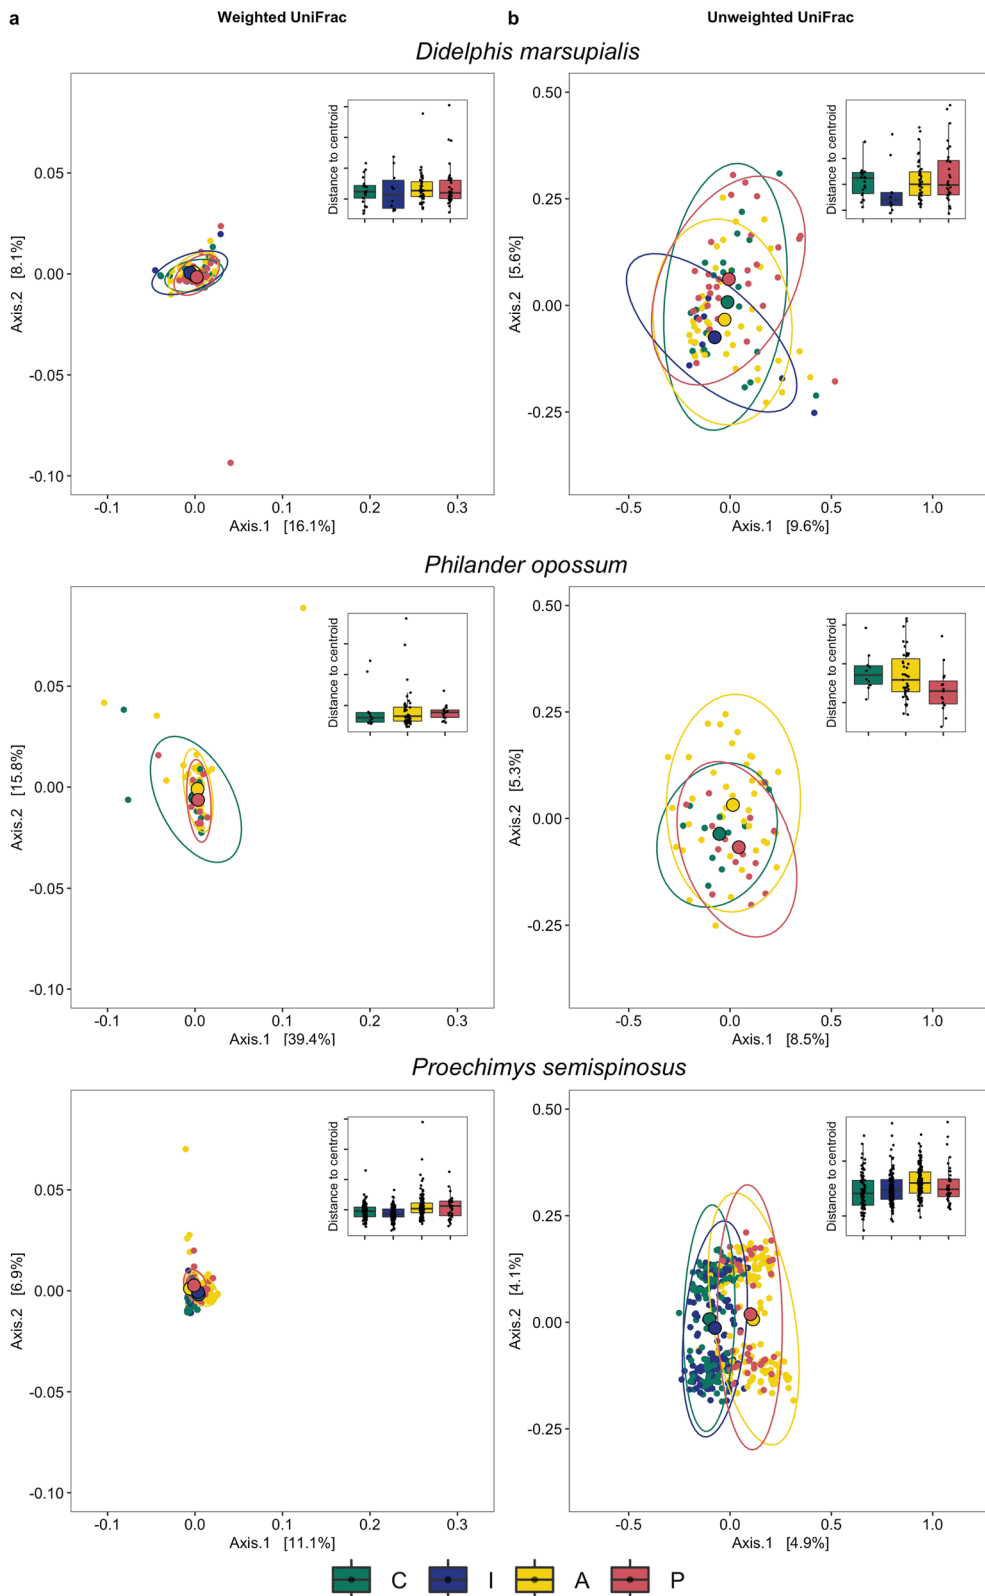 a Weighted UniFrac b Unweighted UniFrac
Didelphis marsupialis
Distance to centroid
Axis.2 [8.1%]
0.05
0.00
-0.05
-0.10
-0.1 0.0 0.1 0.2 0.3
Axis.1 [16.1%]
Distance to centroid
Axis.2 [5.6%]
0.50
0.25
0.00
-0.25
-0.5 0.0 0.5 1.0
Axis.1 [9.6%]
Philander opossum
Distance to centroid
Axis.2 [15.8%]
0.05
0.00
-0.05
-0.10
-0.1 0.0 0.1 0.2 0.3
Axis.1 [39.4%]
Distance to centroid
Axis.2 [5.3%]
0.50
0.25
0.00
-0.25
-0.5 0.0 0.5 1.0
Axis.1 [8.5%]
Proechimys semispinosus
Distance to centroid
Axis.2 [6.9%]
0.05
0.00
-0.05
-0.10
-0.1 0.0 0.1 0.2 0.3
Axis.1 [11.1%]
Distance to centroid
Axis.2 [4.1%]
0.50
0.25
0.00
-0.25
-0.5 0.0 0.5 1.0
Axis.1 [4.9%]
C I A P